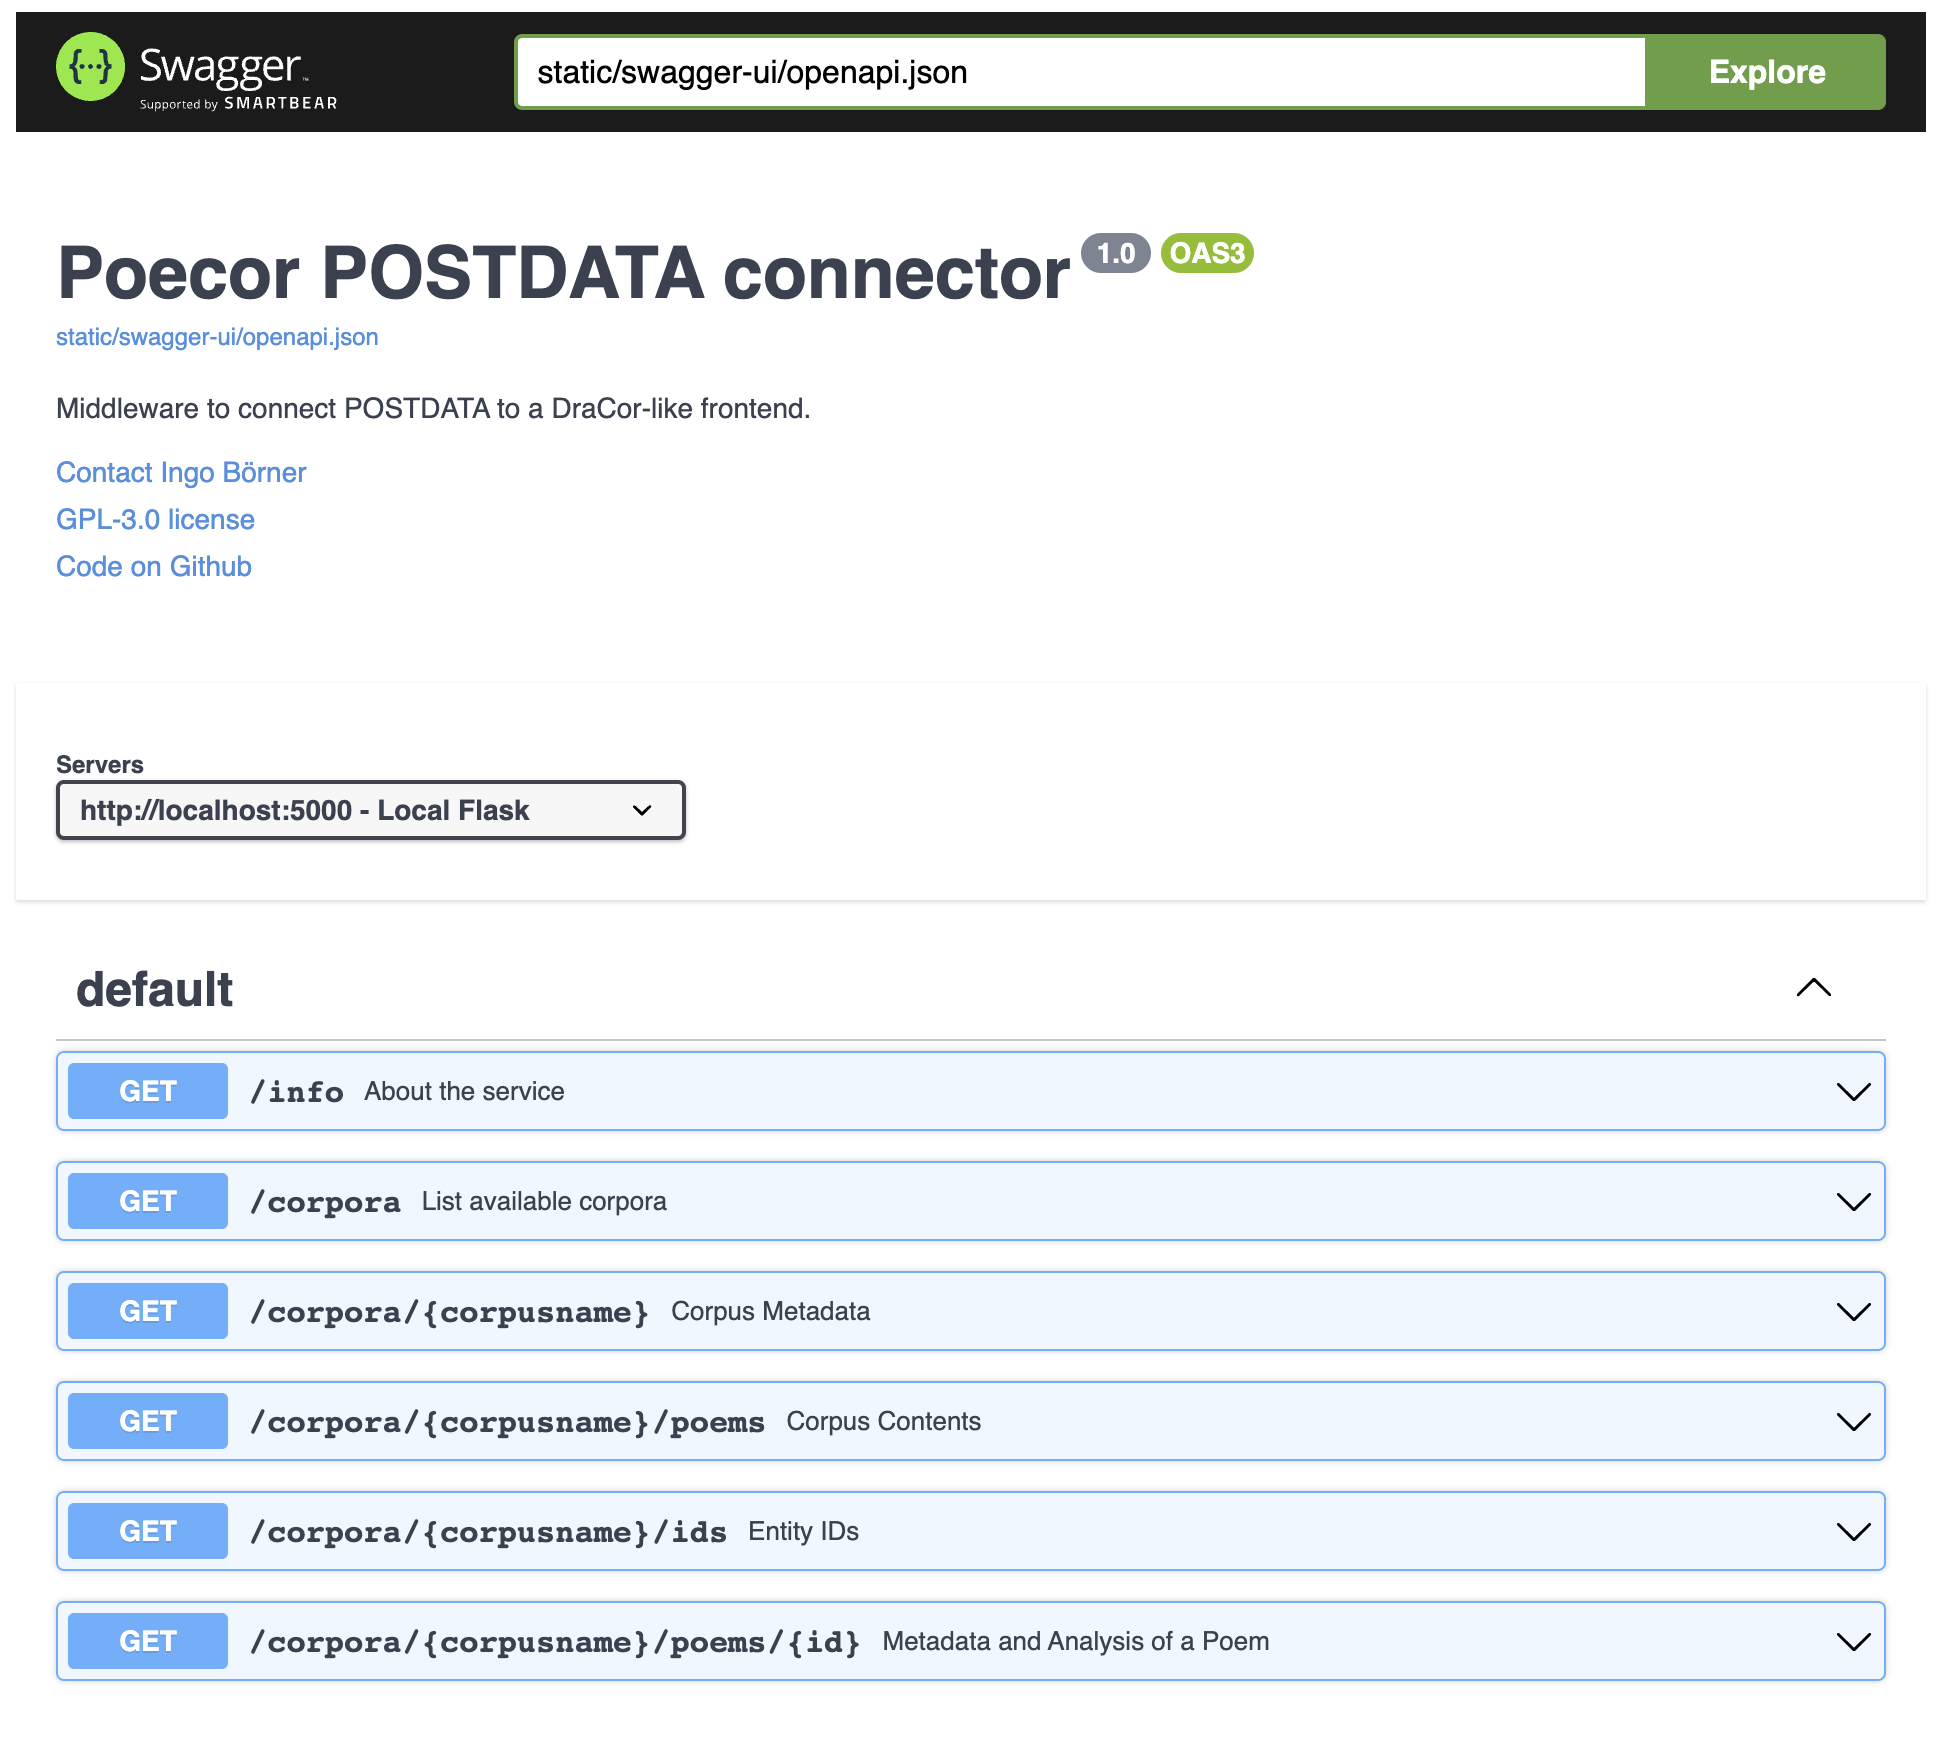 {···} Swagger™
Supported by SMARTBEAR
static/swagger-ui/openapi.json Explore
Poecor POSTDATA connector 1.0 OAS3
static/swagger-ui/openapi.json
Middleware to connect POSTDATA to a DraCor-like frontend.
Contact Ingo Börner
GPL-3.0 license
Code on Github
Servers
http://localhost:5000 - Local Flask
default
GET /info About the service
GET /corpora List available corpora
GET /corpora/{corpusname} Corpus Metadata
GET /corpora/{corpusname}/poems Corpus Contents
GET /corpora/{corpusname}/ids Entity IDs
GET /corpora/{corpusname}/poems/{id} Metadata and Analysis of a Poem